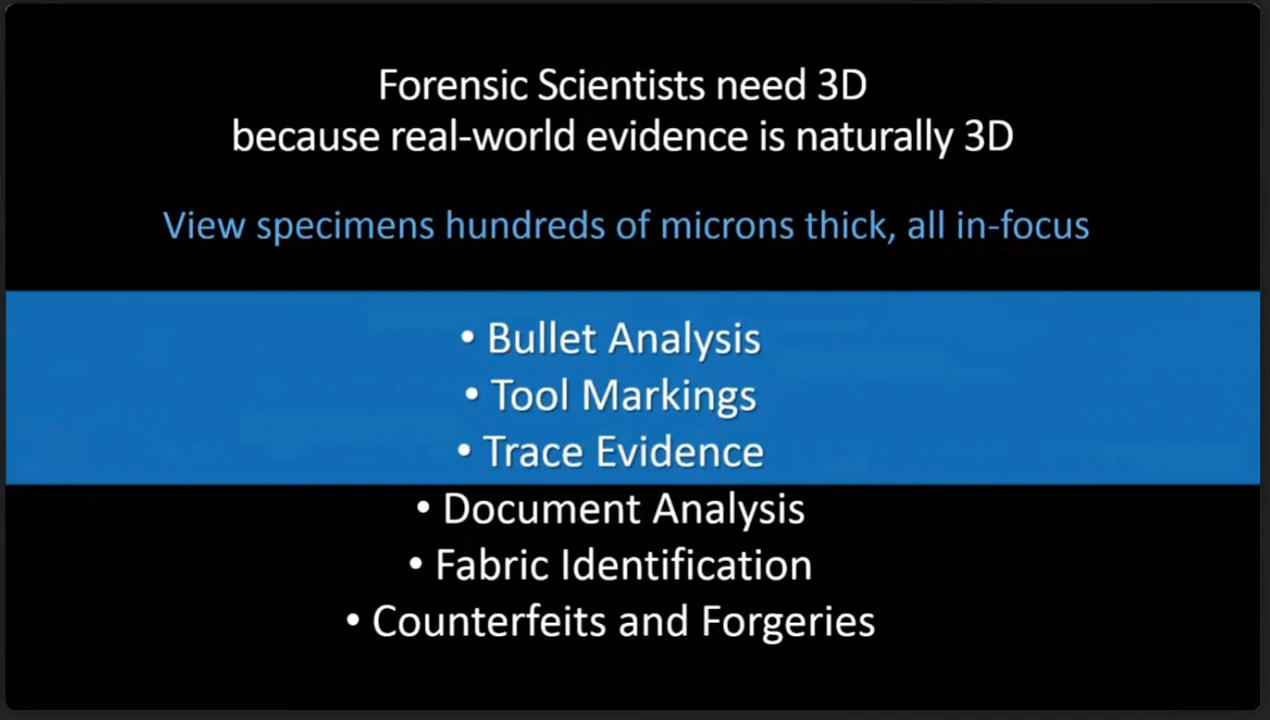 Forensic Scientists need 3D
because real-world evidence is naturally 3D
View specimens hundreds of microns thick, all in-focus
• Bullet Analysis
• Tool Markings
• Trace Evidence
• Document Analysis
• Fabric Identification
• Counterfeits and Forgeries